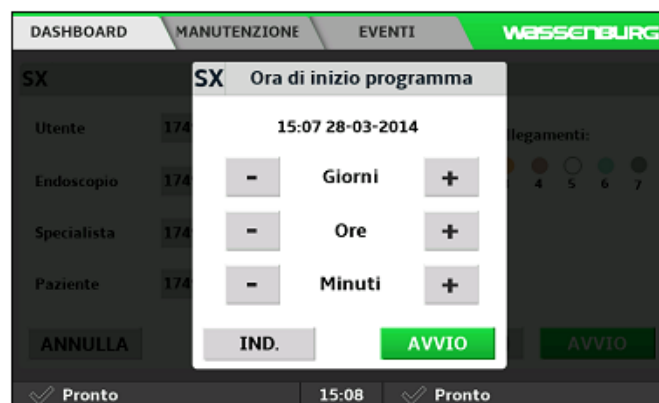 DASHBOARD MANUTENZIONE EVENTI WASSENBURG
SX SX Ora di inizio programma
15:07 28-03-2014
Utente 174 llegamenti:
- Giorni +
Endoscopio 174 4 5 6 7
- Ore +
Specialista 174
- Minuti +
Paziente 174
ANNULLA IND. AVVIO AVVIO
Pronto 15:08 Pronto